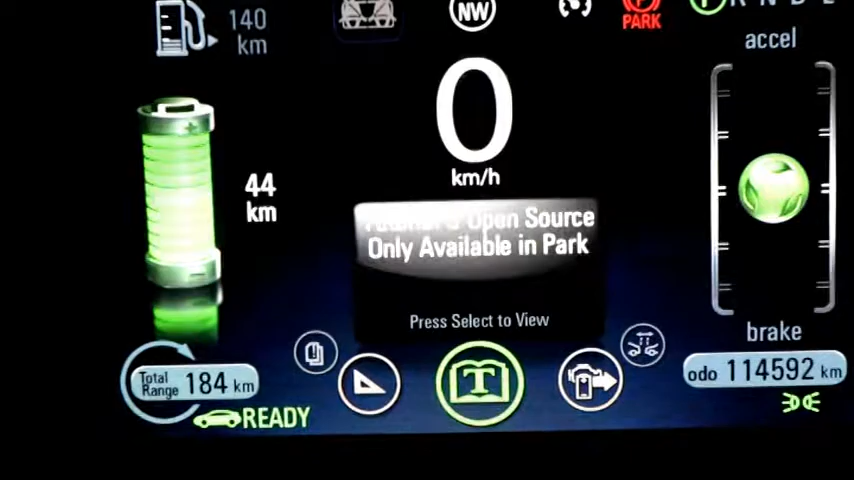 140
km
NW
PARK
accel
0
km/h
44
km
Open Source
Only Available in Park
Press Select to View
brake
Total
Range 184 km
odo 114592 km
READY
T